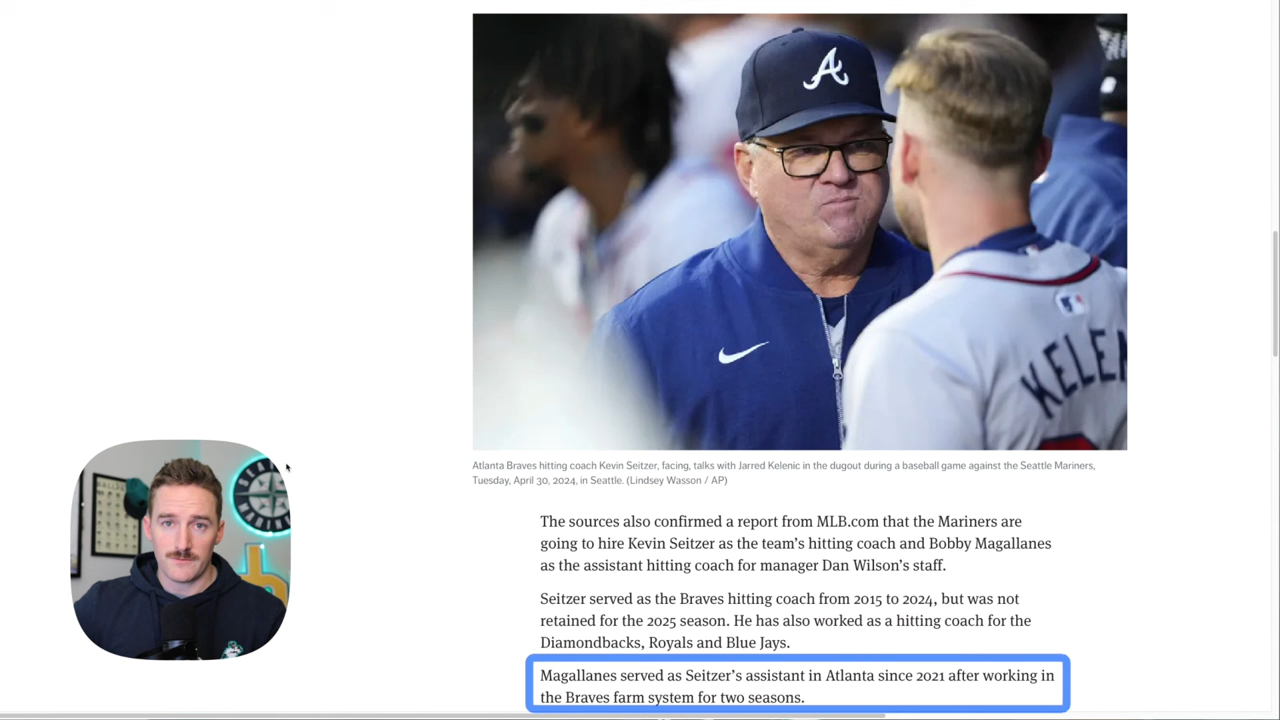 A
KELE
Atlanta Braves hitting coach Kevin Seitzer, facing, talks with Jarred Kelenic in the dugout during a baseball game against the Seattle Mariners,
Tuesday, April 30, 2024, in Seattle. (Lindsey Wasson / AP)
The sources also confirmed a report from MLB.com that the Mariners are
going to hire Kevin Seitzer as the team’s hitting coach and Bobby Magallanes
as the assistant hitting coach for manager Dan Wilson’s staff.
Seitzer served as the Braves hitting coach from 2015 to 2024, but was not
retained for the 2025 season. He has also worked as a hitting coach for the
Diamondbacks, Royals and Blue Jays.
Magallanes served as Seitzer’s assistant in Atlanta since 2021 after working in
the Braves farm system for two seasons.